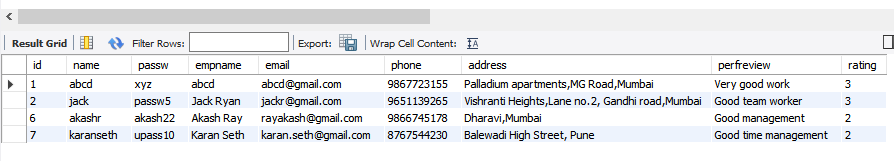 Result Grid Filter Rows: Export: Wrap Cell Content:
id name passw empname email phone address perfreview rating
1 abcd xyz abcd abcd@gmail.com 9867723155 Palladium apartments,MG Road,Mumbai Very good work 3
2 jack passw5 Jack Ryan jackr@gmail.com 9651139265 Vishranti Heights,Lane no.2, Gandhi road,Mumbai Good team worker 3
6 akashr akash22 Akash Ray rayakash@gmail.com 9866745178 Dharavi,Mumbai Good management 2
7 karanseth upass10 Karan Seth karan.seth@gmail.com 8767544230 Balewadi High Street, Pune Good time management 2